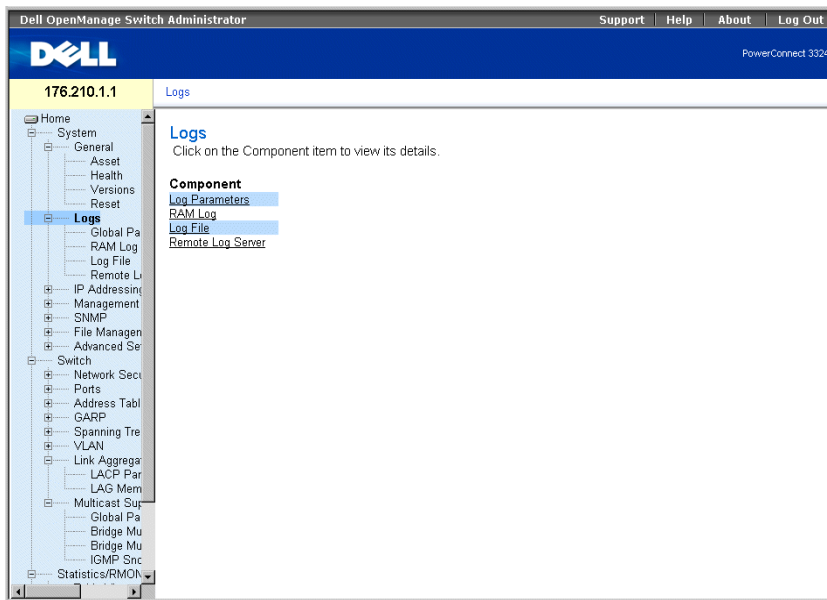 Dell OpenManage Switch Administrator
Support | Help | About | Log Out
DELL
PowerConnect 3324
176.210.1.1
Logs
Home
System
General
Asset
Health
Versions
Reset
Logs
Global Pa
RAM Log
Log File
Remote Lo
IP Addressing
Management
SNMP
File Managen
Advanced Se
Switch
Network Secu
Ports
Address Tabl
GARP
Spanning Tre
VLAN
Link Aggrega
LACP Par
LAG Mem
Multicast Sup
Global Pa
Bridge Mu
Bridge Mu
IGMP Sno
Statistics/RMON
Logs
Click on the Component item to view its details.
Component
Log Parameters
RAM Log
Log File
Remote Log Server